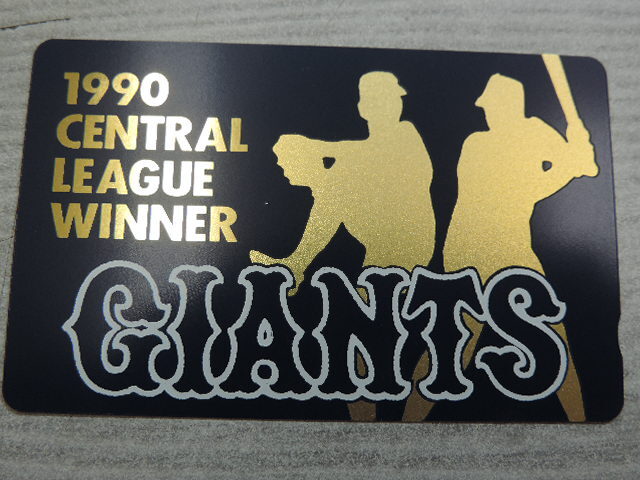 1990
CENTRAL
LEAGUE
WINNER
GIANTS